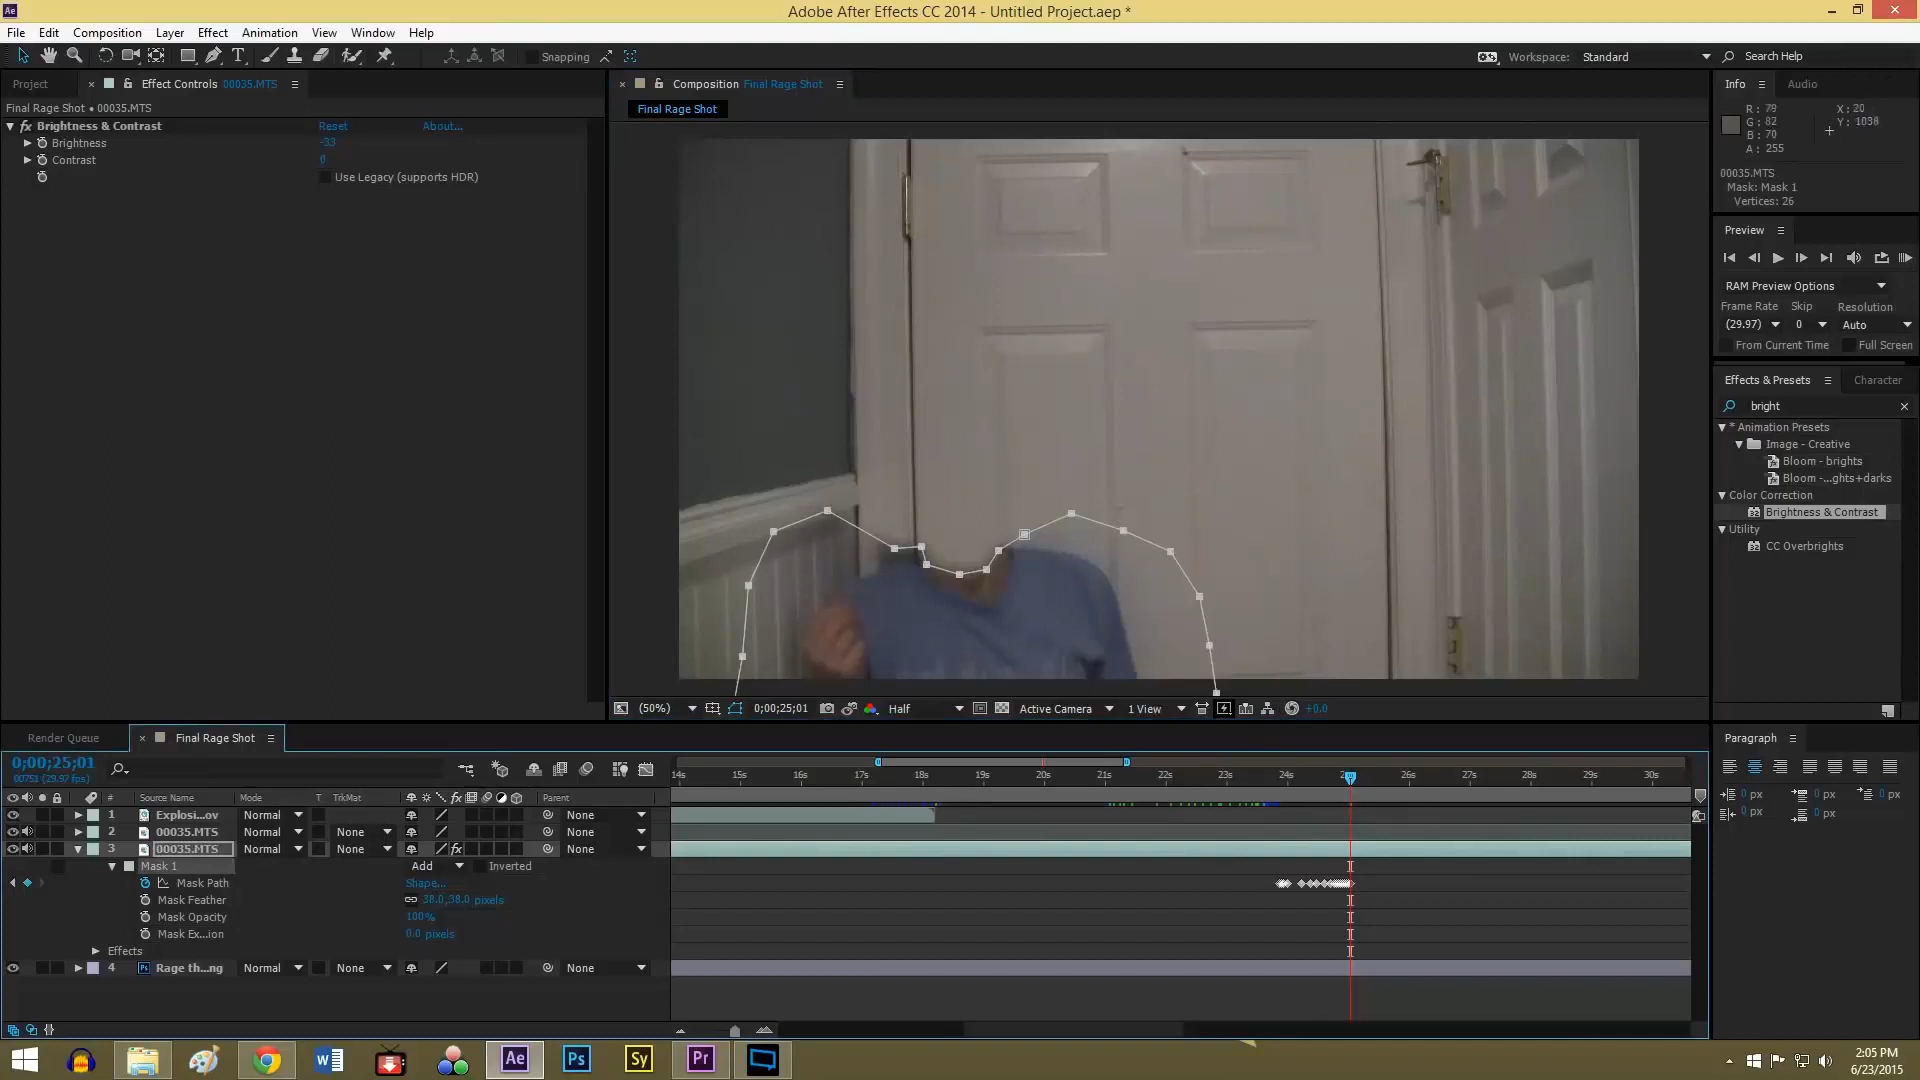 Adobe After Effects CC 2014 - Untitled Project.aep *
File Edit Composition Layer Effect Animation View Window Help
Snapping
Workspace: Standard
Search Help
Project
Effect Controls 00035.MTS
Final Rage Shot • 00035.MTS
fx Brightness & Contrast Reset About...
Brightness -33
Contrast 0
Use Legacy (supports HDR)
Composition Final Rage Shot
Final Rage Shot
(50%) 0;00;25;01 Half Active Camera 1 View +0.0
Info Audio
R: 79 X: 20
G: 82 Y: 1038
B: 70
A: 255
00035.MTS
Mask: Mask 1
Vertices: 26
Preview
RAM Preview Options
Frame Rate Skip Resolution
(29.97) 0 Auto
From Current Time Full Screen
Effects & Presets Character
bright
* Animation Presets
Image - Creative
Bloom - brights
Bloom -...ghts+darks
Color Correction
32 Brightness & Contrast
Utility
32 CC Overbrights
Paragraph
0 px 0 px 0 px
0 px 0 px
Render Queue Final Rage Shot
0;00;25;01
00751 (29.97 fps)
14s 15s 16s 17s 18s 19s 20s 21s 22s 23s 24s 26s 27s 28s 29s 30s
# Source Name Mode T TrkMat fx Parent
1 Explosi...ov Normal None
2 00035.MTS Normal None None
3 00035.MTS Normal None fx None
Mask 1 Add Inverted
Mask Path Shape...
Mask Feather 38.0,38.0 pixels
Mask Opacity 100%
Mask Ex...ion 0.0 pixels
Effects
4 Ps Rage th...ng Normal None None
W Ae Ps Sy Pr
2:05 PM
6/23/2015